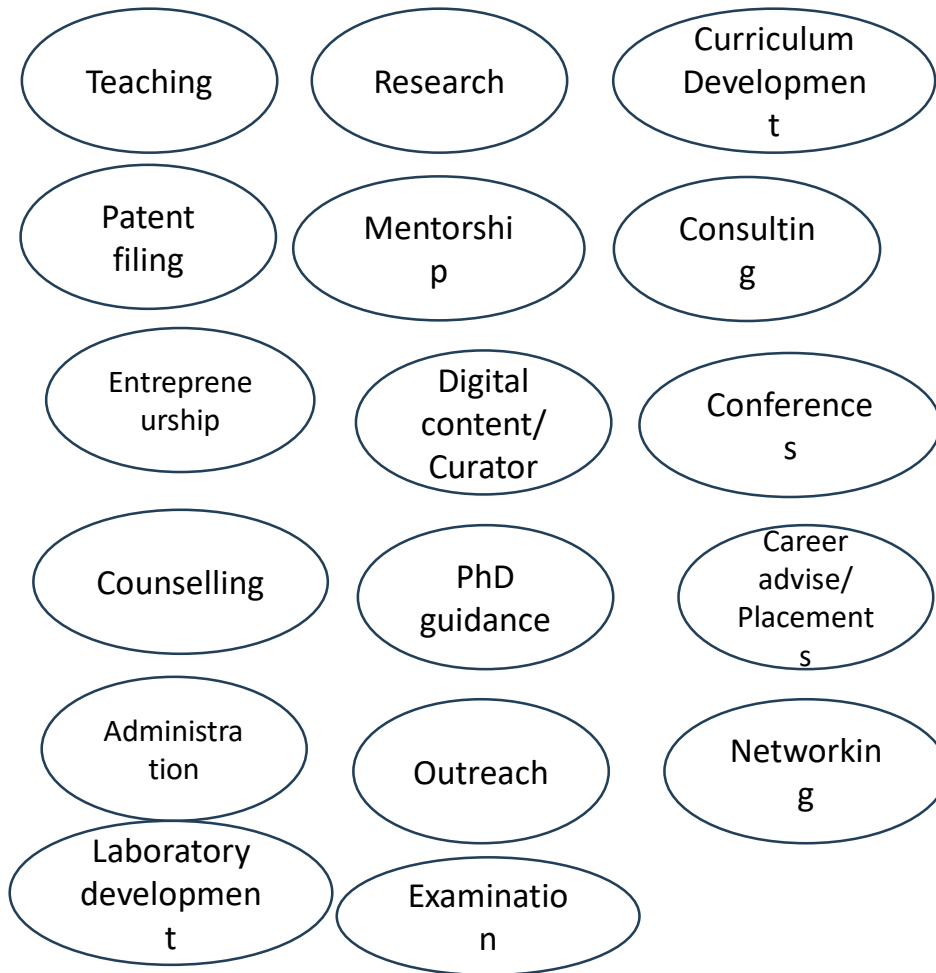 Teaching
Research
Curriculum
Developmen
t
Patent
filing
Mentorshi
p
Consultin
g
Entreprene
urship
Digital
content/
Curator
Conference
s
Counselling
PhD
guidance
Career
advise/
Placement
s
Administra
tion
Outreach
Networkin
g
Laboratory
developmen
t
Examinatio
n